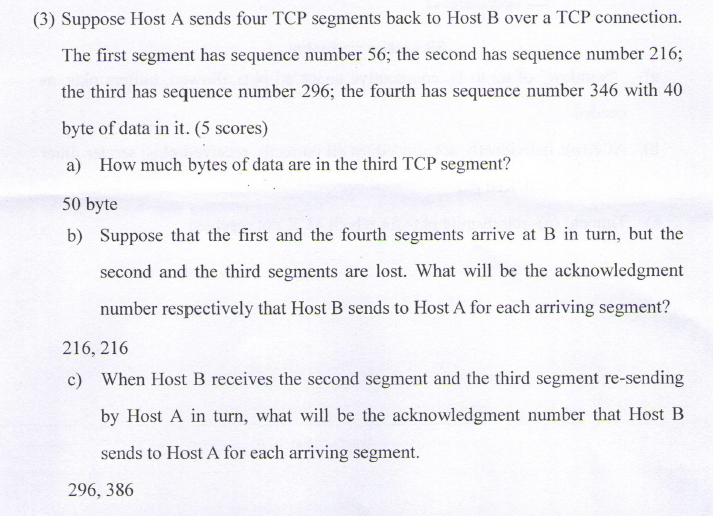 (3) Suppose Host A sends four TCP segments back to Host B over a TCP connection.
The first segment has sequence number 56; the second has sequence number 216;
the third has sequence number 296; the fourth has sequence number 346 with 40
byte of data in it. (5 scores)
a) How much bytes of data are in the third TCP segment?
50 byte
b) Suppose that the first and the fourth segments arrive at B in turn, but the
second and the third segments are lost. What will be the acknowledgment
number respectively that Host B sends to Host A for each arriving segment?
216, 216
c) When Host B receives the second segment and the third segment re-sending
by Host A in turn, what will be the acknowledgment number that Host B
sends to Host A for each arriving segment.
296, 386